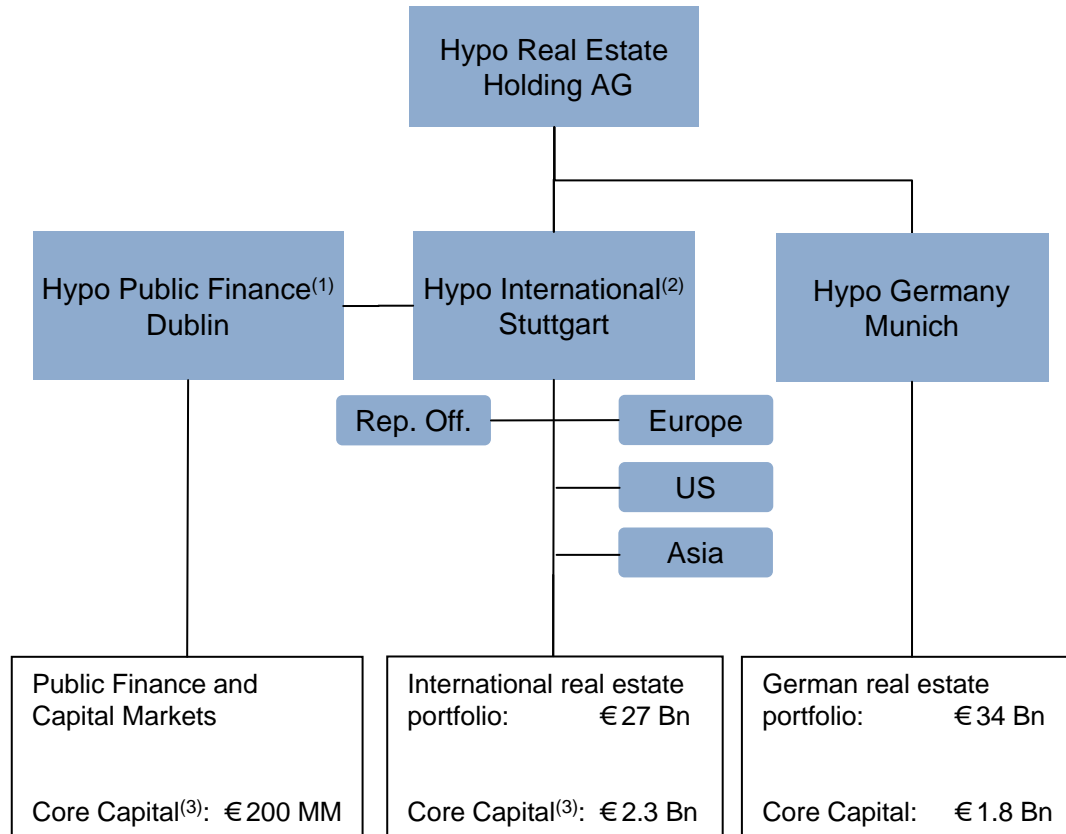 Hypo Real Estate
Holding AG
Hypo Public Finance(1)
Dublin
Hypo International(2)
Stuttgart
Hypo Germany
Munich
Rep. Off.
Europe
US
Asia
Public Finance and
Capital Markets
Core Capital(3): €200 MM
International real estate
portfolio: €27 Bn
Core Capital(3): €2.3 Bn
German real estate
portfolio: €34 Bn
Core Capital: €1.8 Bn